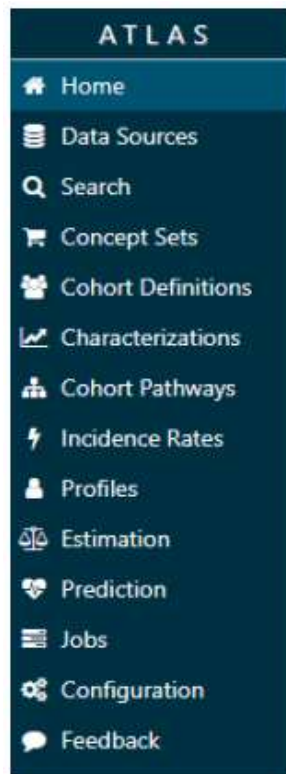 ATLAS
Home
Data Sources
Search
Concept Sets
Cohort Definitions
Characterizations
Cohort Pathways
Incidence Rates
Profiles
Estimation
Prediction
Jobs
Configuration
Feedback